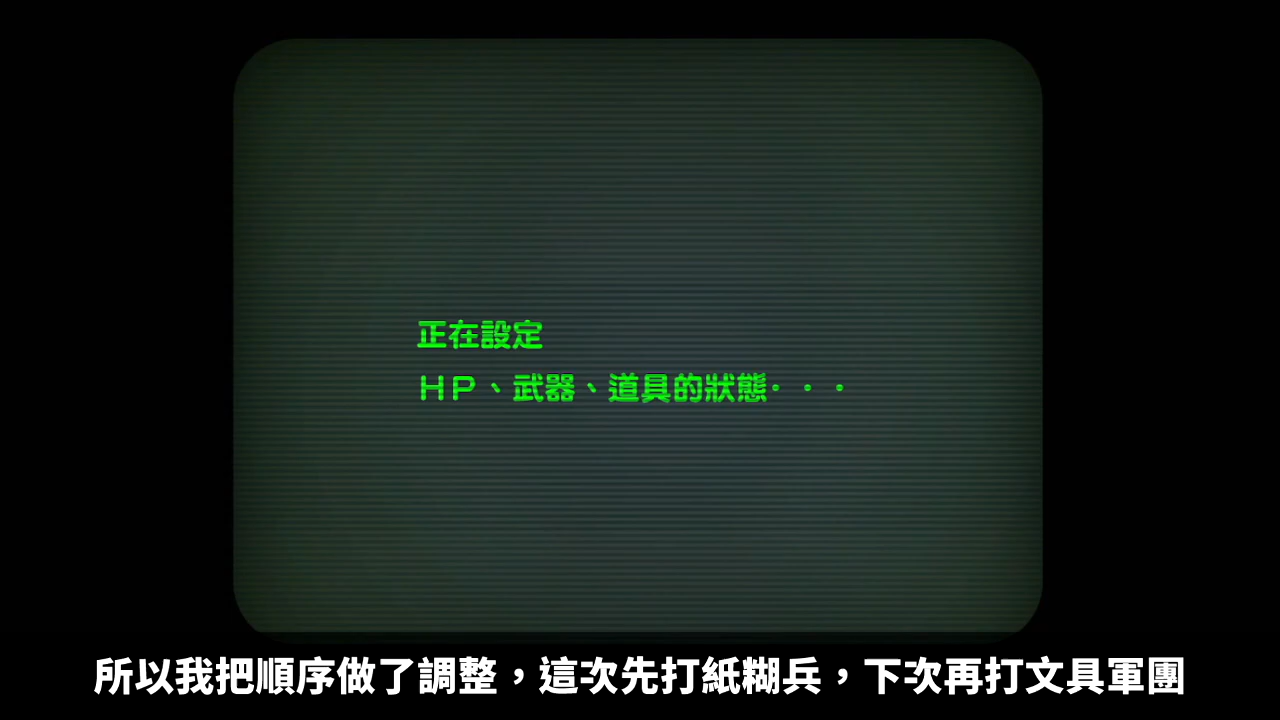 正在設定
ＨＰ、武器、道具的狀態・・・
所以我把順序做了調整，這次先打紙糊兵，下次再打文具軍團